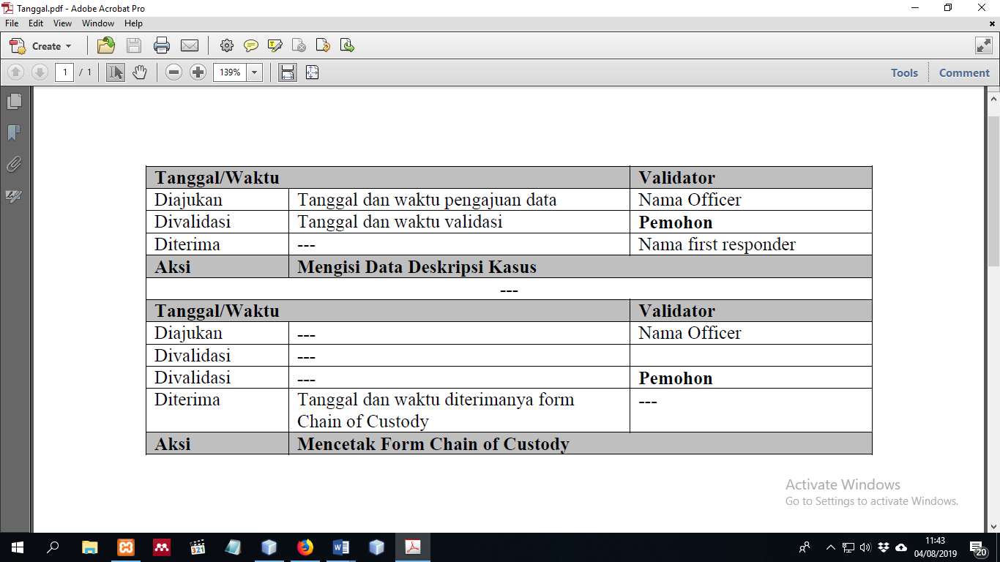 Tanggal.pdf - Adobe Acrobat Pro
File Edit View Window Help
Create
1 / 1 139% Tools Comment
Tanggal/Waktu Validator
Diajukan Tanggal dan waktu pengajuan data Nama Officer
Divalidasi Tanggal dan waktu validasi Pemohon
Diterima --- Nama first responder
Aksi Mengisi Data Deskripsi Kasus
---
Tanggal/Waktu Validator
Diajukan --- Nama Officer
Divalidasi ---
Divalidasi --- Pemohon
Diterima Tanggal dan waktu diterimanya form ---
Chain of Custody
Aksi Mencetak Form Chain of Custody
Activate Windows
Go to Settings to activate Windows.
321
11:43
04/08/2019
20